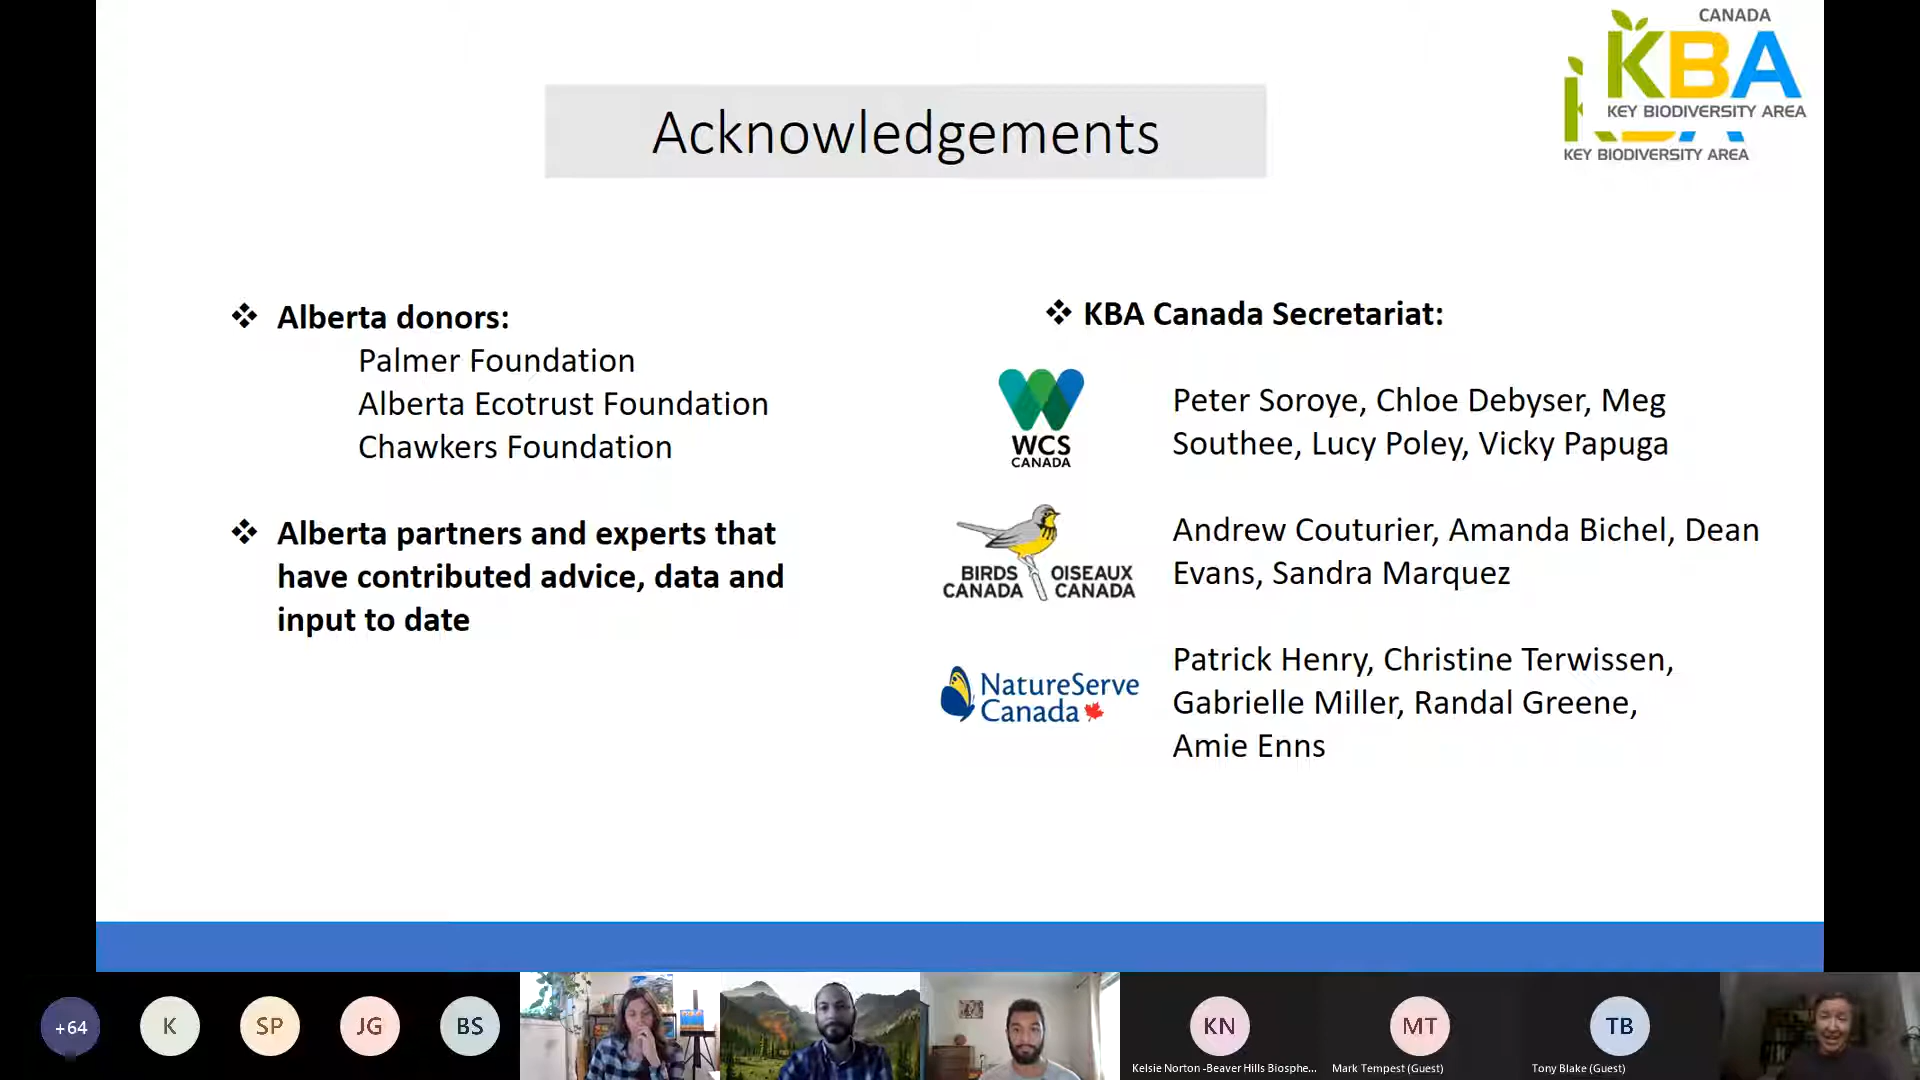 CANADA
KBA
KEY BIODIVERSITY AREA
KEY BIODIVERSITY AREA
Acknowledgements
❖ Alberta donors:
Palmer Foundation
Alberta Ecotrust Foundation
Chawkers Foundation
❖ Alberta partners and experts that
have contributed advice, data and
input to date
❖ KBA Canada Secretariat:
WCS
CANADA
Peter Soroye, Chloe Debyser, Meg
Southee, Lucy Poley, Vicky Papuga
BIRDS OISEAUX
CANADA CANADA
Andrew Couturier, Amanda Bichel, Dean
Evans, Sandra Marquez
NatureServe
Canada
Patrick Henry, Christine Terwissen,
Gabrielle Miller, Randal Greene,
Amie Enns
+64
K
SP
JG
BS
KN
Kelsie Norton -Beaver Hills Biosphe...
MT
Mark Tempest (Guest)
TB
Tony Blake (Guest)